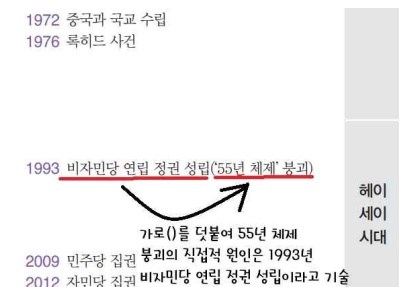 1972 중국과 국교 수립
1976 록히드 사건
1993 비자민당 연립 정권 성립('55년 체제' 붕괴)
헤이
세이
시대
가로()를 덧붙여 55년 체제
붕괴의 직접적 원인은 1993년
비자민당 연립 정권 성립이라고 기술
2009 민주당 집권
2012 자민당 집권